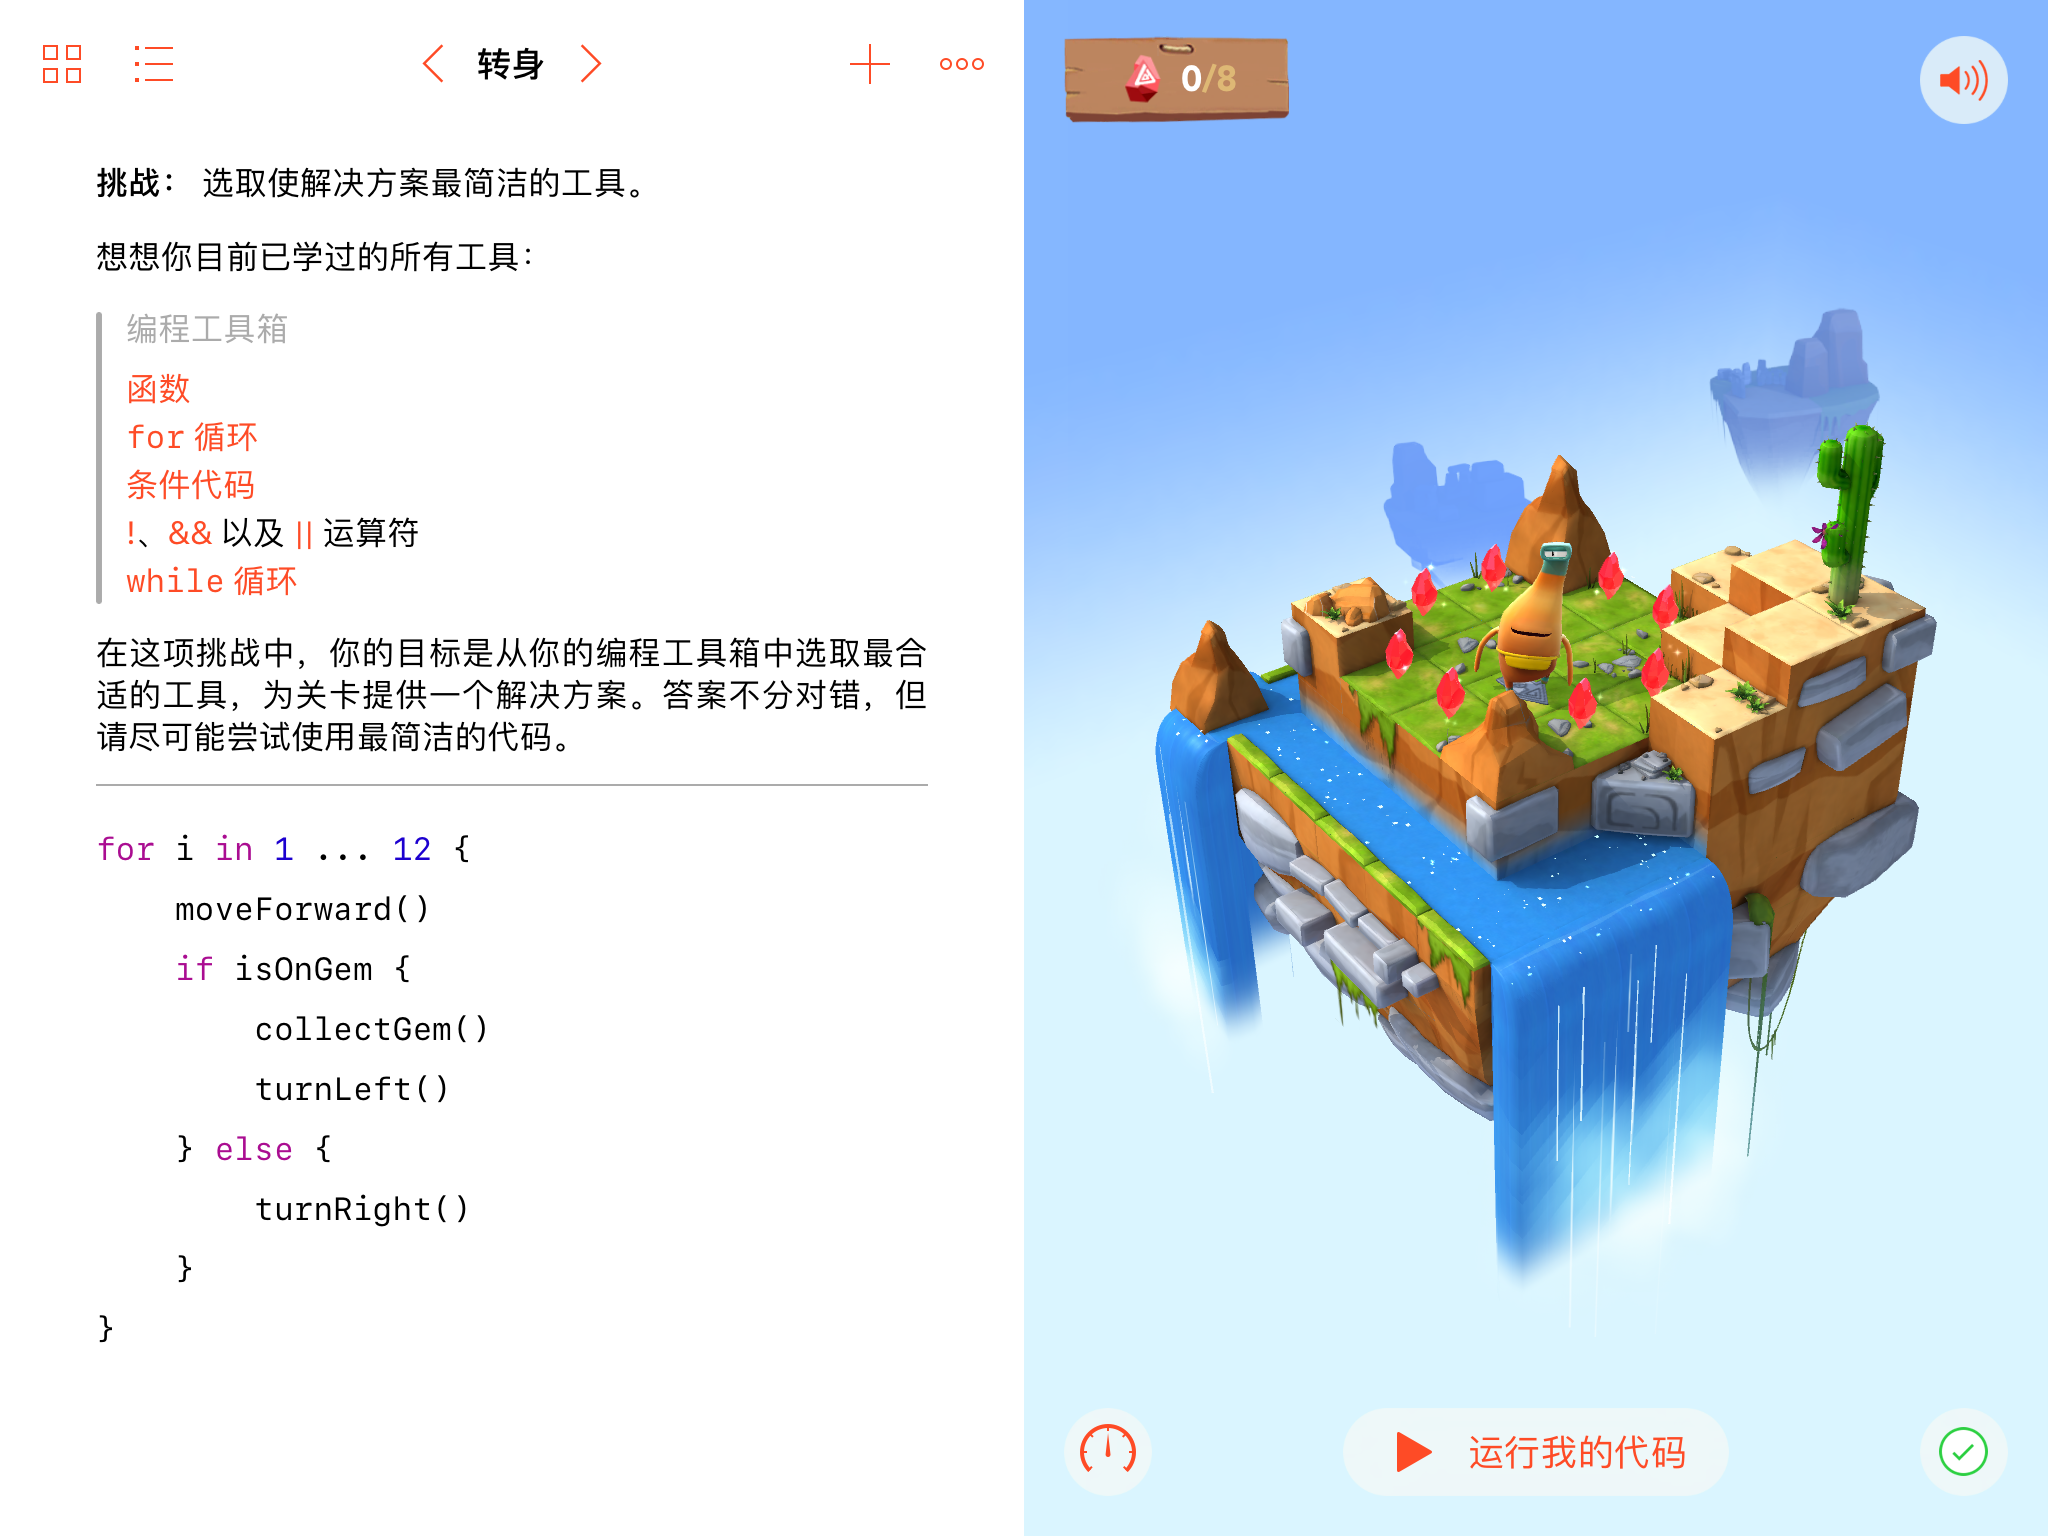 转身
0/8
挑战： 选取使解决方案最简洁的工具。
想想你目前已学过的所有工具：
编程工具箱
函数
for 循环
条件代码
!、&& 以及 || 运算符
while 循环
在这项挑战中，你的目标是从你的编程工具箱中选取最合
适的工具，为关卡提供一个解决方案。答案不分对错，但
请尽可能尝试使用最简洁的代码。
for i in 1 ... 12 {
    moveForward()
    if isOnGem {
        collectGem()
        turnLeft()
    } else {
        turnRight()
    }
}
运行我的代码